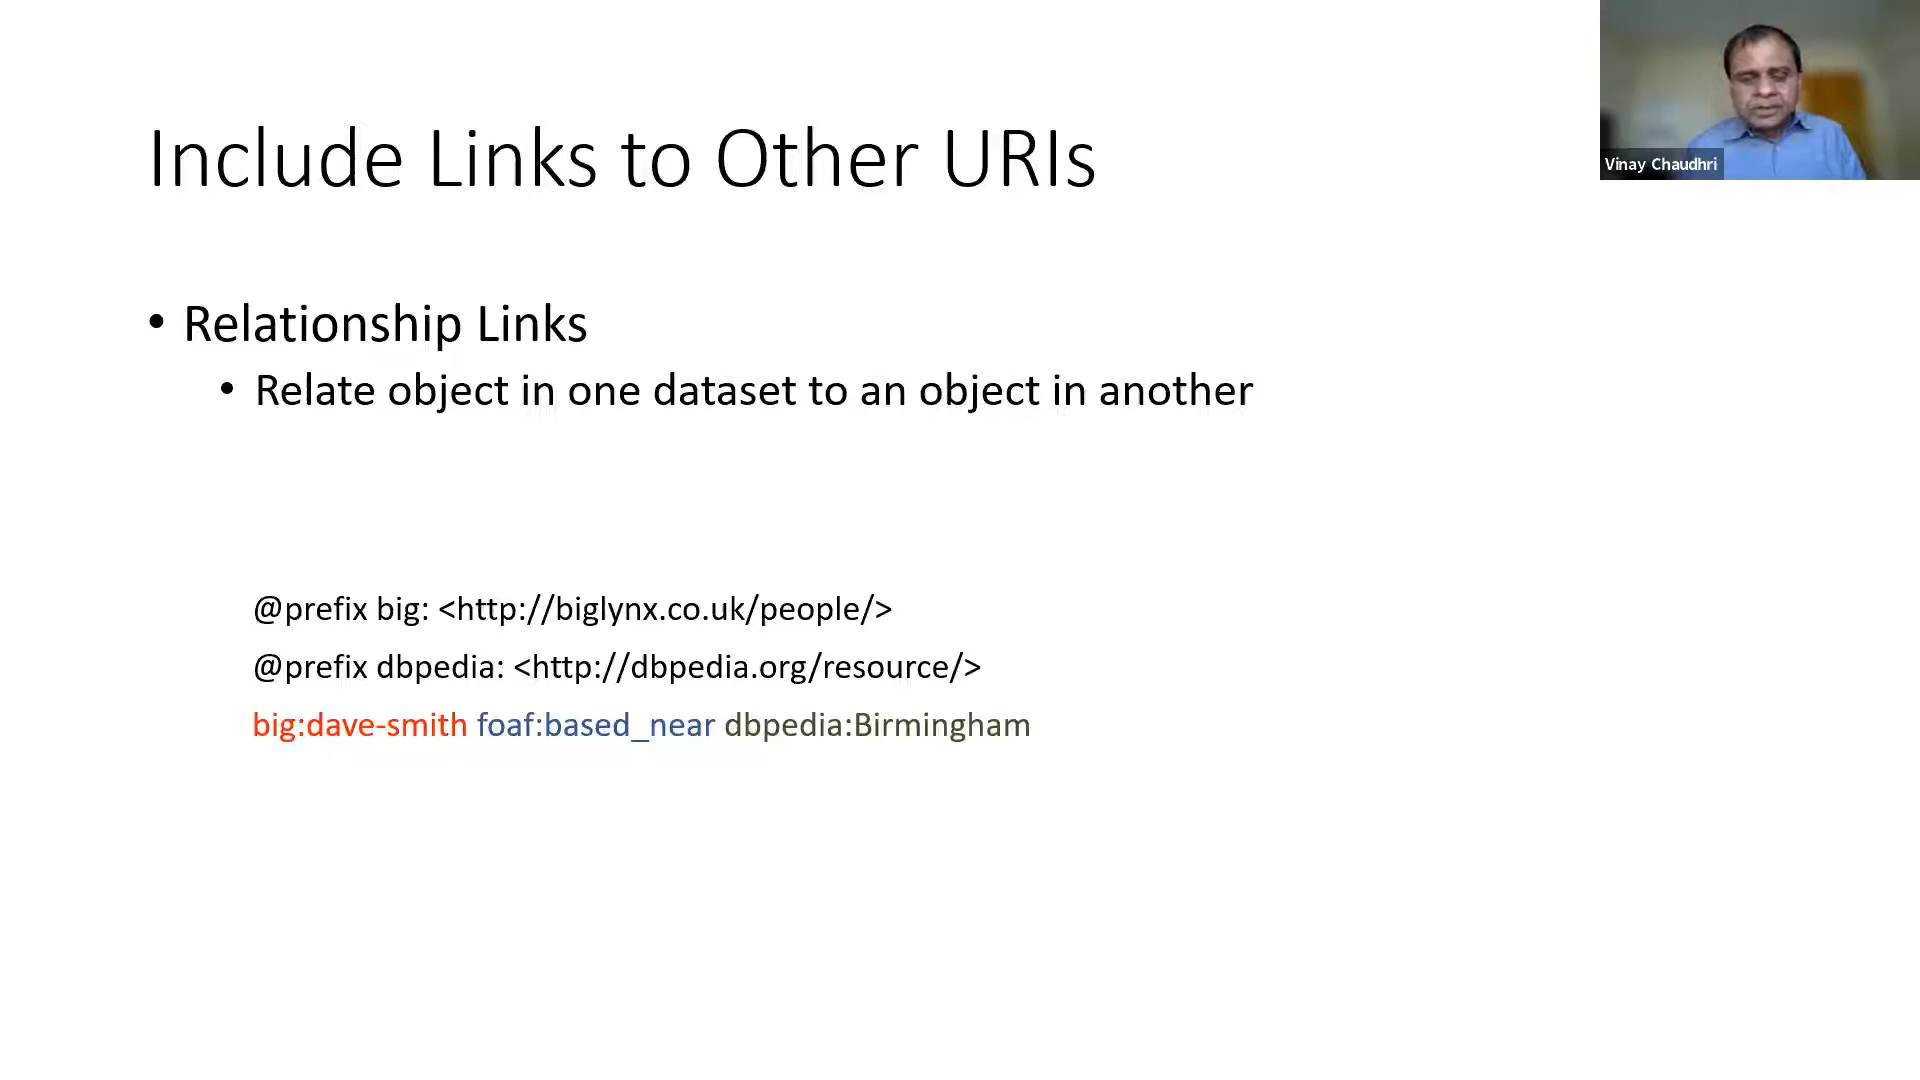 Include Links to Other URIs
Vinay Chaudhri
• Relationship Links
• Relate object in one dataset to an object in another
@prefix big: <http://biglynx.co.uk/people/>
@prefix dbpedia: <http://dbpedia.org/resource/>
big:dave-smith foaf:based_near dbpedia:Birmingham